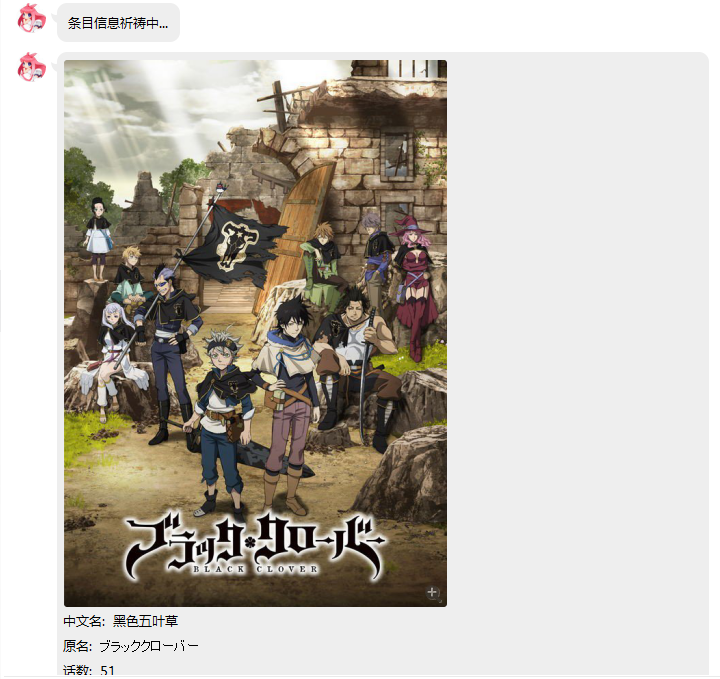 条目信息祈祷中...
ブラッククローバー
BLACK CLOVER
中文名: 黑色五叶草
原名: ブラッククローバー
话数: 51